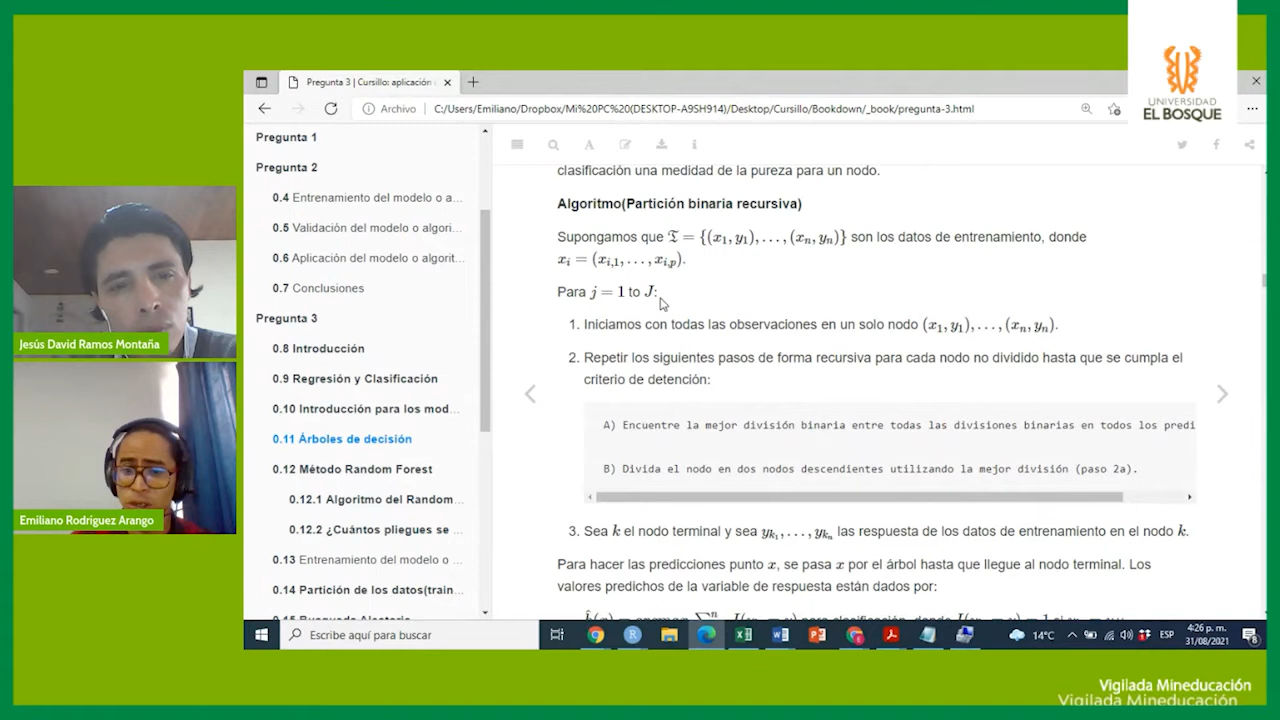 UNIVERSIDAD
EL BOSQUE
Pregunta 3 | Cursillo: aplicación
Archivo
C:/Users/Emiliano/Dropbox/Mi%20PC%20(DESKTOP-A9SH914)/Desktop/Cursillo/Bookdown/_book/pregunta-3.html
Pregunta 1
Pregunta 2
0.4 Entrenamiento del modelo o a...
0.5 Validación del modelo o algori...
0.6 Aplicación del modelo o algorit...
0.7 Conclusiones
Pregunta 3
0.8 Introducción
0.9 Regresión y Clasificación
0.10 Introducción para los mod...
0.11 Árboles de decisión
0.12 Método Random Forest
0.12.1 Algoritmo del Random...
0.12.2 ¿Cuántos pliegues se ...
0.13 Entrenamiento del modelo o ...
0.14 Partición de los datos(train...
clasificación una medidad de la pureza para un nodo.
Algoritmo(Partición binaria recursiva)
Supongamos que 𝔗 = {(x₁, y₁), . . . , (xₙ, yₙ)} son los datos de entrenamiento, donde
xᵢ = (xᵢ,₁, . . . , xᵢ,ₚ).
Para j = 1 to J:
1. Iniciamos con todas las observaciones en un solo nodo (x₁, y₁), . . . , (xₙ, yₙ).
2. Repetir los siguientes pasos de forma recursiva para cada nodo no dividido hasta que se cumpla el
criterio de detención:
A) Encuentre la mejor división binaria entre todas las divisiones binarias en todos los predi
B) Divida el nodo en dos nodos descendientes utilizando la mejor división (paso 2a).
3. Sea k el nodo terminal y sea y_{k₁}, . . . , y_{kₙ} las respuesta de los datos de entrenamiento en el nodo k.
Para hacer las predicciones punto x, se pasa x por el árbol hasta que llegue al nodo terminal. Los
valores predichos de la variable de respuesta están dados por:
Jesús David Ramos Montaña
Emiliano Rodríguez Arango
Escribe aquí para buscar
14°C
ESP
4:26 p. m.
31/08/2021
Vigilada Mineducación
Vigilada Mineducación